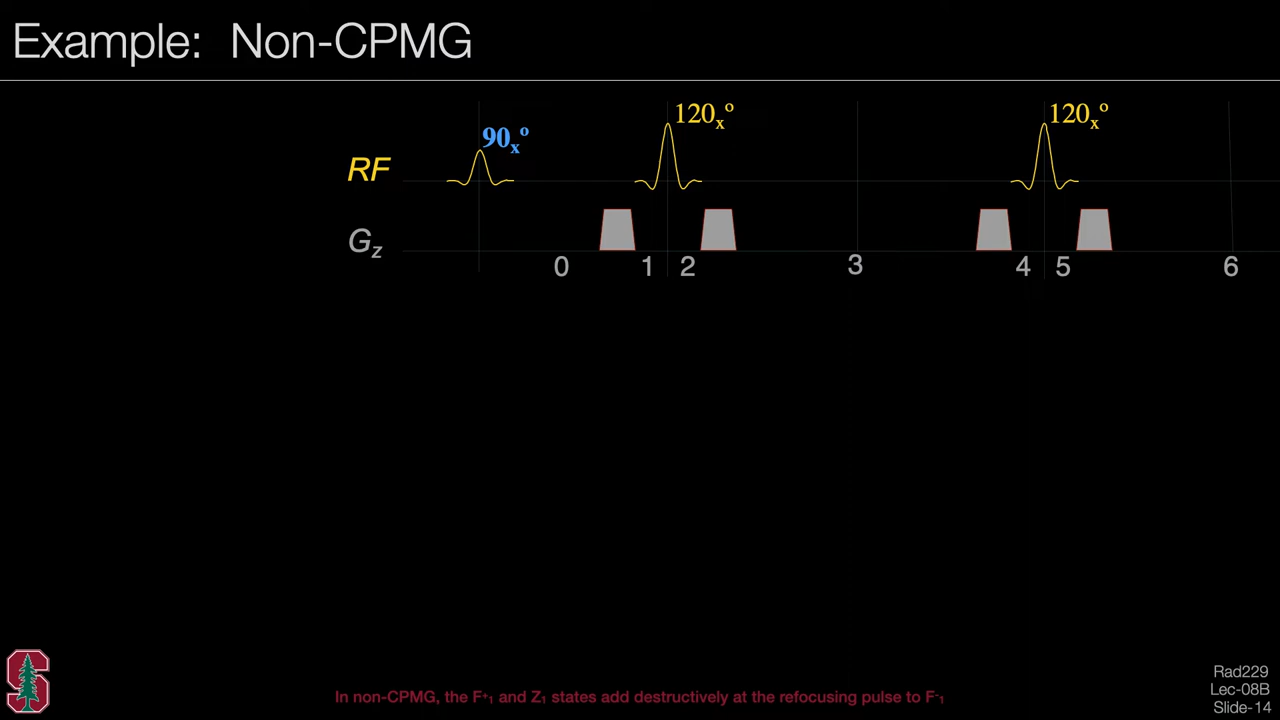 Example: Non-CPMG
90ₓ° 120ₓ° 120ₓ°
RF
G_z
0 1 2 3 4 5 6
In non-CPMG, the F⁺₁ and Z₁ states add destructively at the refocusing pulse to F⁻₁
Rad229
Lec-08B
Slide-14